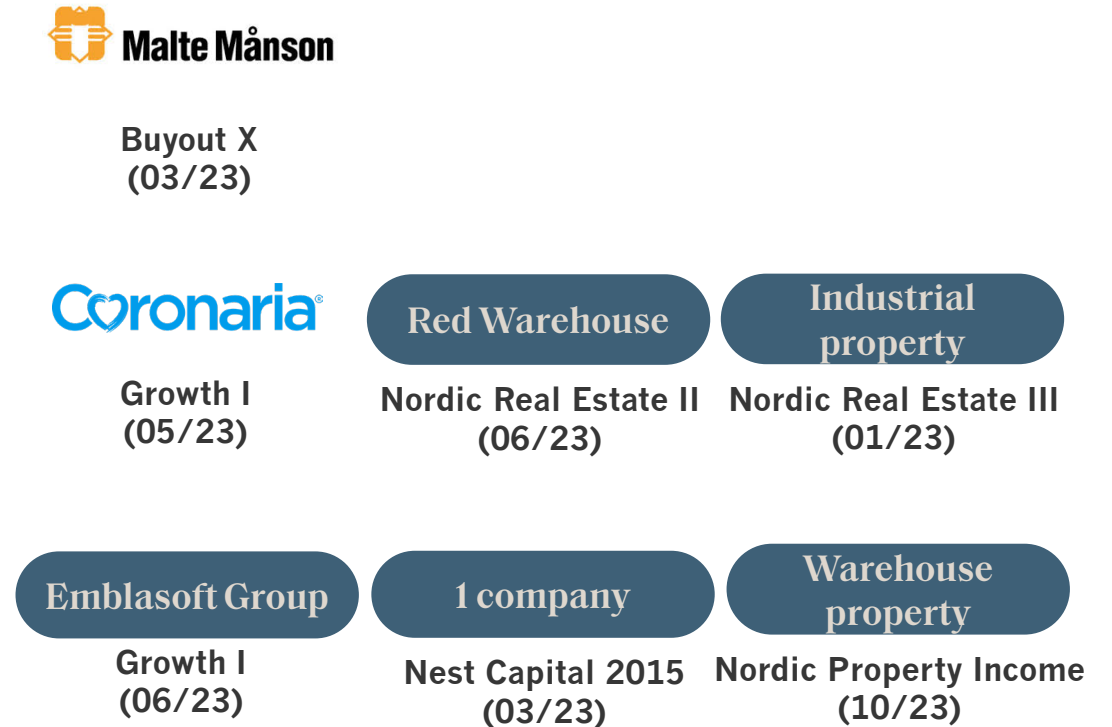 Malte Månson
Buyout X
(03/23)
Coronaria®
Growth I
(05/23)
Red Warehouse
Nordic Real Estate II
(06/23)
Industrial
property
Nordic Real Estate III
(01/23)
Emblasoft Group
Growth I
(06/23)
1 company
Nest Capital 2015
(03/23)
Warehouse
property
Nordic Property Income
(10/23)